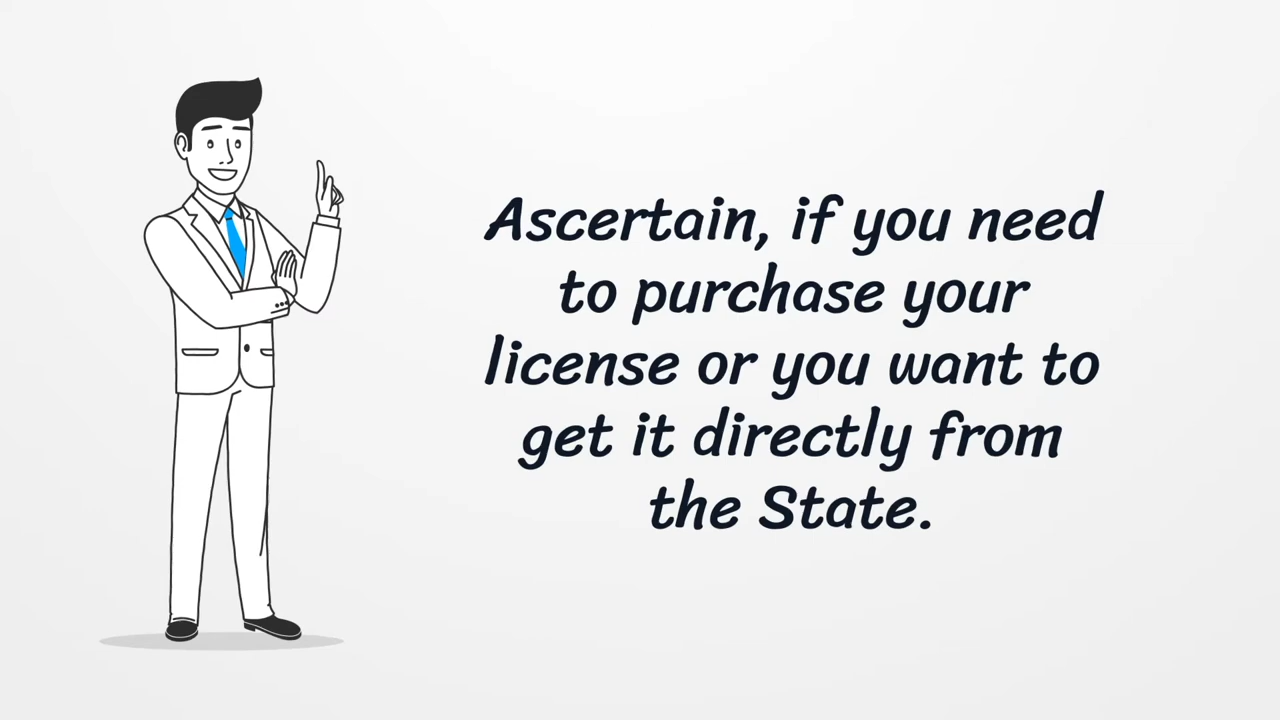 Ascertain, if you need
to purchase your
license or you want to
get it directly from
the State.